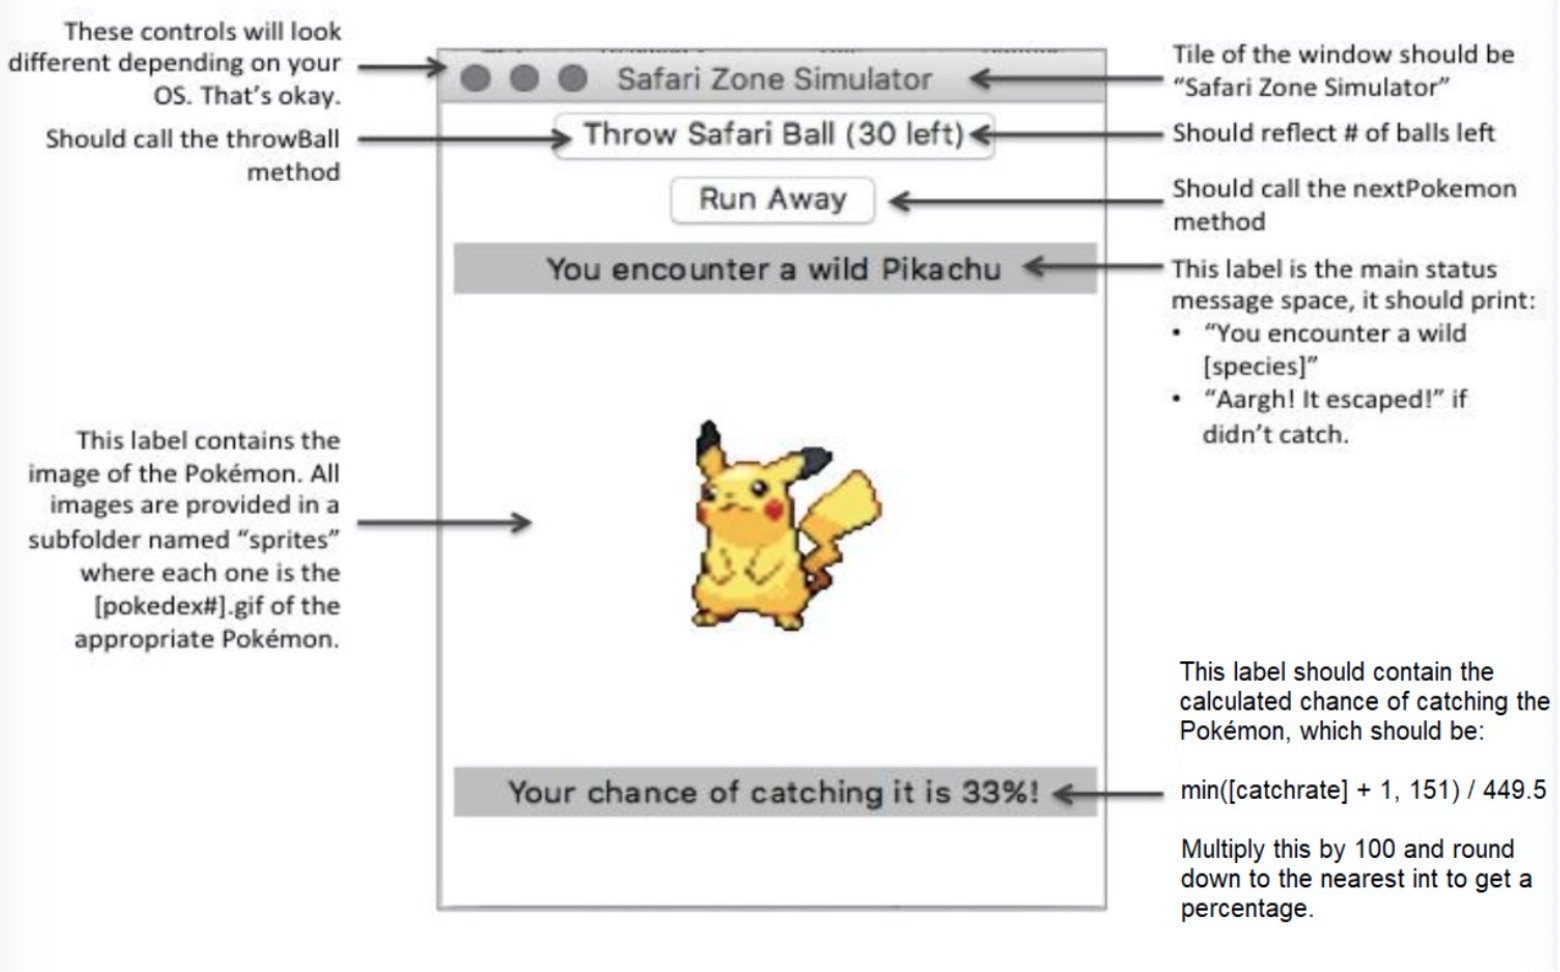 These controls will look
different depending on your
OS. That's okay.
Should call the throwBall
method
This label contains the
image of the Pokémon. All
images are provided in a
subfolder named “sprites”
where each one is the
[pokedex#].gif of the
appropriate Pokémon.
Safari Zone Simulator
Throw Safari Ball (30 left)
Run Away
You encounter a wild Pikachu
Your chance of catching it is 33%!
Tile of the window should be
“Safari Zone Simulator”
Should reflect # of balls left
Should call the nextPokemon
method
This label is the main status
message space, it should print:
• “You encounter a wild
[species]”
• “Aargh! It escaped!” if
didn't catch.
This label should contain the
calculated chance of catching the
Pokémon, which should be:
min([catchrate] + 1, 151) / 449.5
Multiply this by 100 and round
down to the nearest int to get a
percentage.